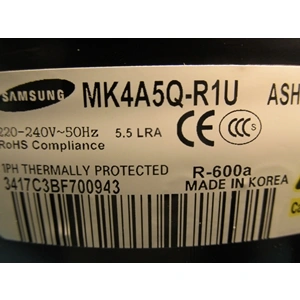 SAMSUNG MK4A5Q-R1U ASH
220-240V~50Hz 5.5 LRA
RoHS Compliance
1PH THERMALLY PROTECTED R-600a
3417C3BF700943 MADE IN KOREA
CE CCC